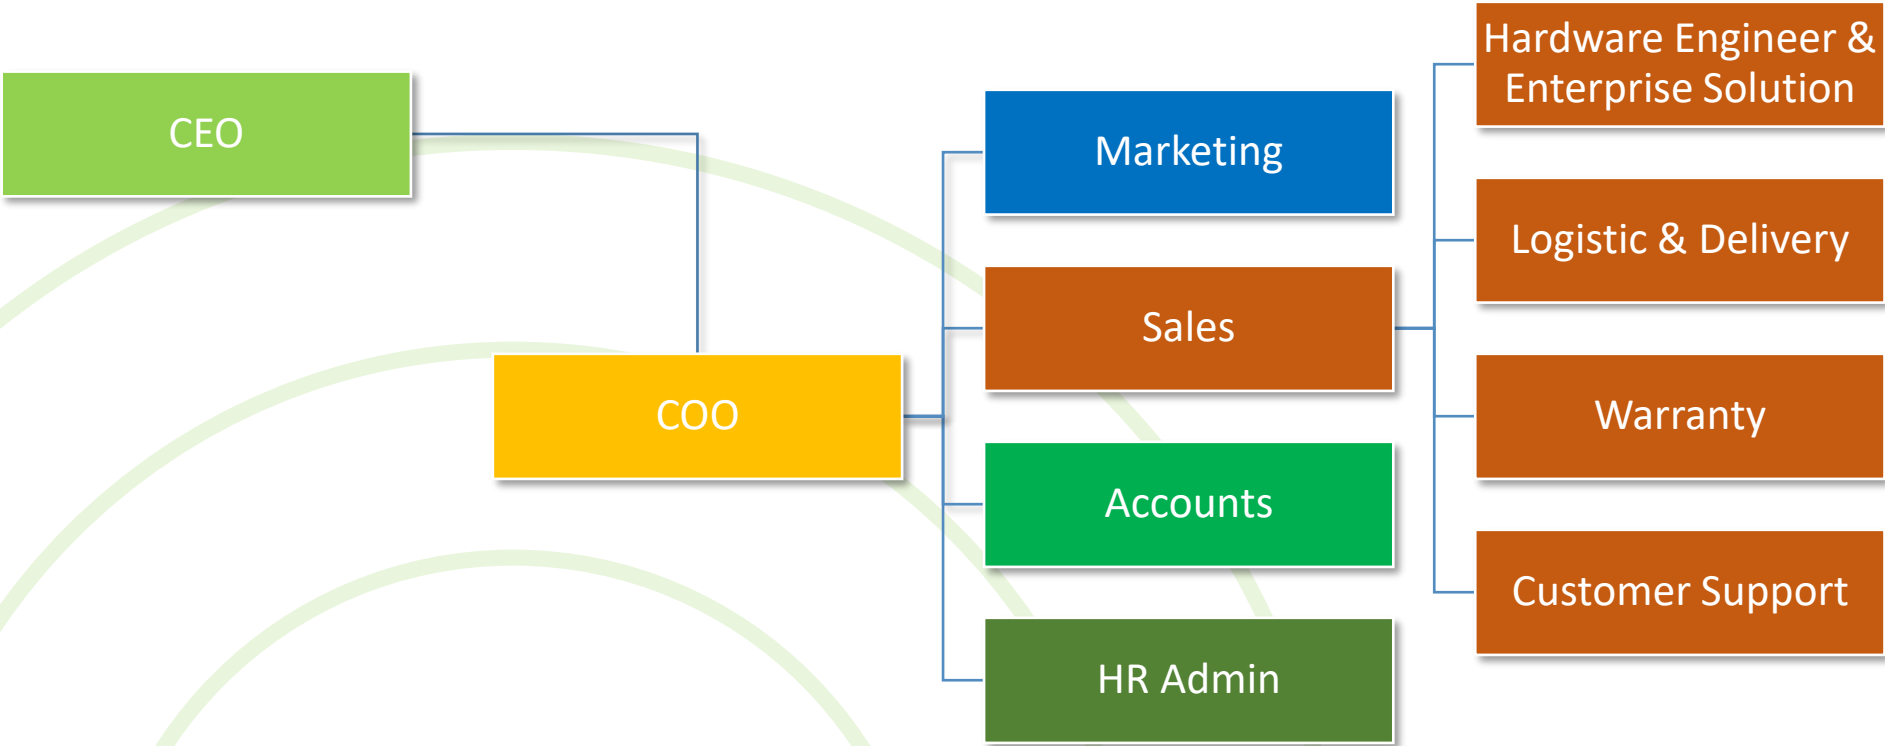 CEO
COO
Marketing
Sales
Accounts
HR Admin
Hardware Engineer &
Enterprise Solution
Logistic & Delivery
Warranty
Customer Support